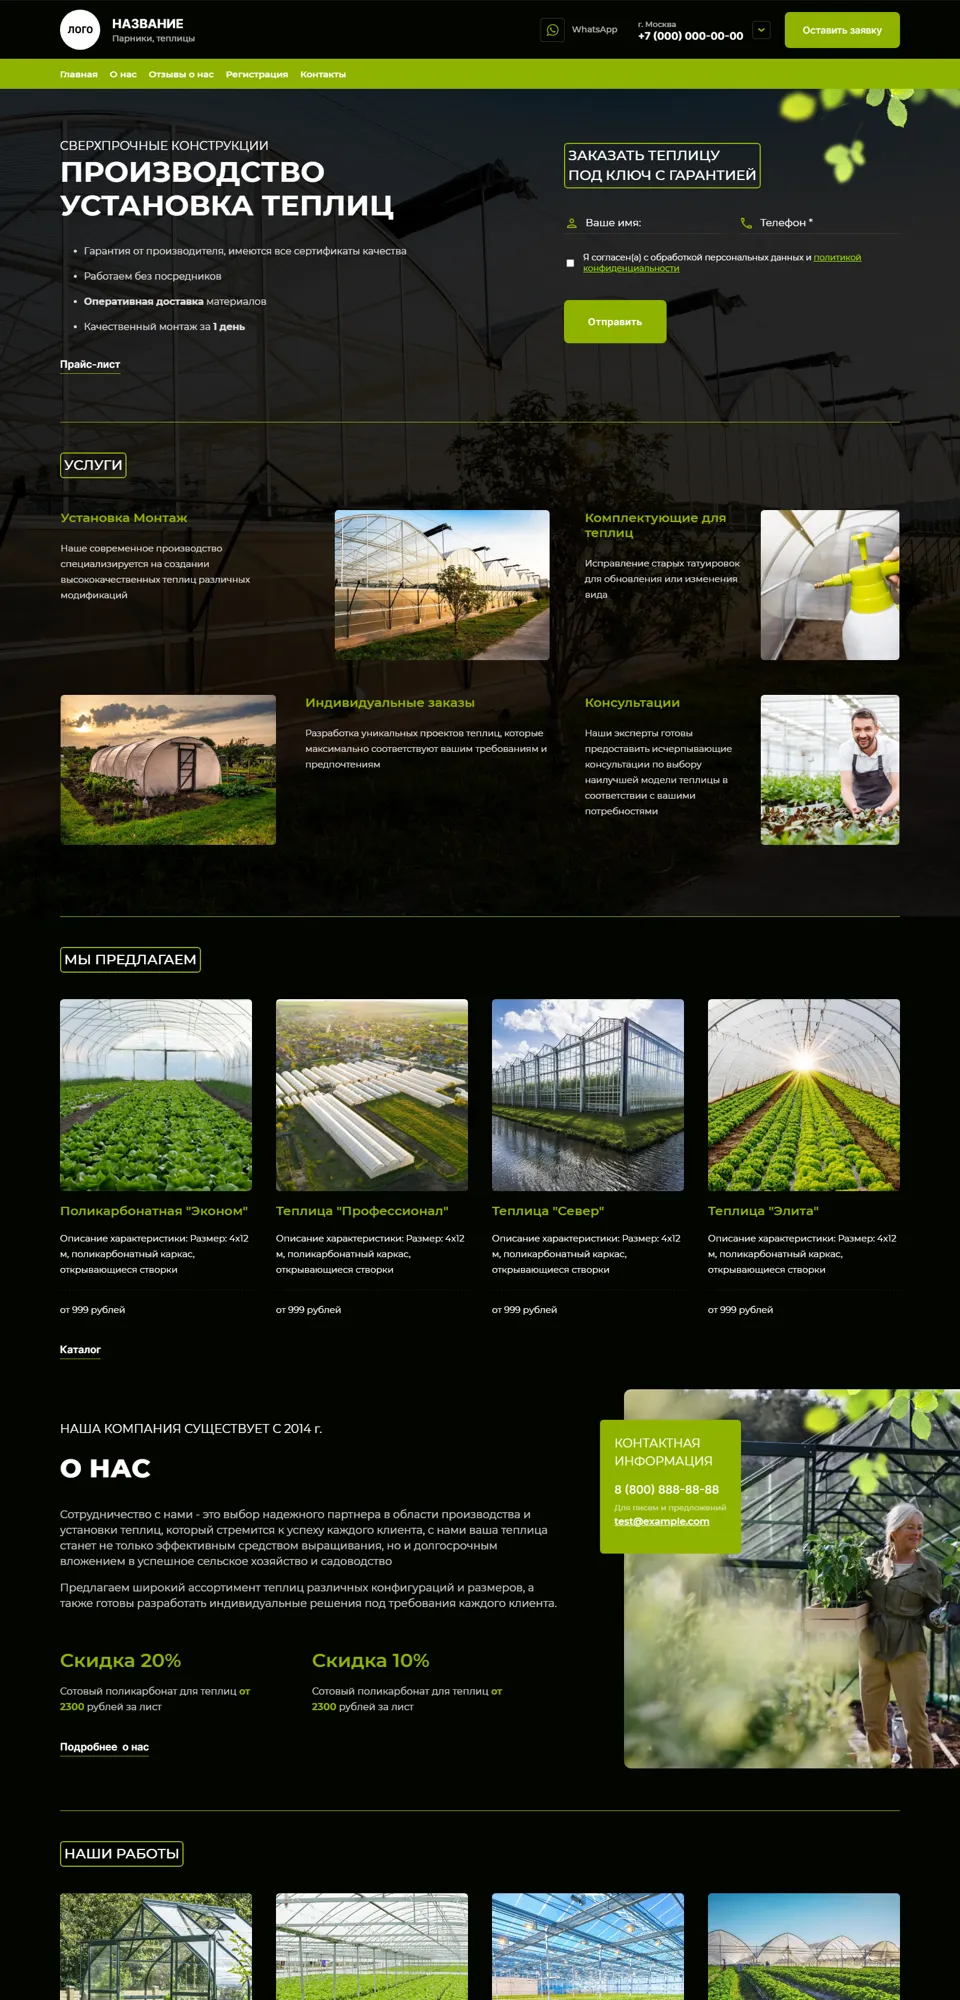 ЛОГО
НАЗВАНИЕ
Парники, теплицы
WhatsApp
г. Москва
+7 (000) 000-00-00
Оставить заявку
Главная О нас Отзывы о нас Регистрация Контакты
СВЕРХПРОЧНЫЕ КОНСТРУКЦИИ
ПРОИЗВОДСТВО
УСТАНОВКА ТЕПЛИЦ
• Гарантия от производителя, имеются все сертификаты качества
• Работаем без посредников
• Оперативная доставка материалов
• Качественный монтаж за 1 день
Прайс-лист
ЗАКАЗАТЬ ТЕПЛИЦУ
ПОД КЛЮЧ С ГАРАНТИЕЙ
Ваше имя:
Телефон *
Я согласен(а) с обработкой персональных данных и политикой
конфиденциальности
Отправить
УСЛУГИ
Установка Монтаж
Наше современное производство
специализируется на создании
высококачественных теплиц различных
модификаций
Комплектующие для
теплиц
Исправление старых татуировок
для обновления или изменения
вида
Индивидуальные заказы
Разработка уникальных проектов теплиц, которые
максимально соответствуют вашим требованиям и
предпочтениям
Консультации
Наши эксперты готовы
предоставить исчерпывающие
консультации по выбору
наилучшей модели теплицы в
соответствии с вашими
потребностями
МЫ ПРЕДЛАГАЕМ
Поликарбонатная "Эконом"
Описание характеристики: Размер: 4х12
м, поликарбонатный каркас,
открывающиеся створки
от 999 рублей
Теплица "Профессионал"
Описание характеристики: Размер: 4х12
м, поликарбонатный каркас,
открывающиеся створки
от 999 рублей
Теплица "Север"
Описание характеристики: Размер: 4х12
м, поликарбонатный каркас,
открывающиеся створки
от 999 рублей
Теплица "Элита"
Описание характеристики: Размер: 4х12
м, поликарбонатный каркас,
открывающиеся створки
от 999 рублей
Каталог
НАША КОМПАНИЯ СУЩЕСТВУЕТ С 2014 г.
О НАС
Сотрудничество с нами - это выбор надежного партнера в области производства и
установки теплиц, который стремится к успеху каждого клиента, с нами ваша теплица
станет не только эффективным средством выращивания, но и долгосрочным
вложением в успешное сельское хозяйство и садоводство
Предлагаем широкий ассортимент теплиц различных конфигураций и размеров, а
также готовы разработать индивидуальные решения под требования каждого клиента.
Скидка 20%
Сотовый поликарбонат для теплиц от
2300 рублей за лист
Скидка 10%
Сотовый поликарбонат для теплиц от
2300 рублей за лист
Подробнее о нас
КОНТАКТНАЯ
ИНФОРМАЦИЯ
8 (800) 888-88-88
Для писем и предложений
test@example.com
НАШИ РАБОТЫ